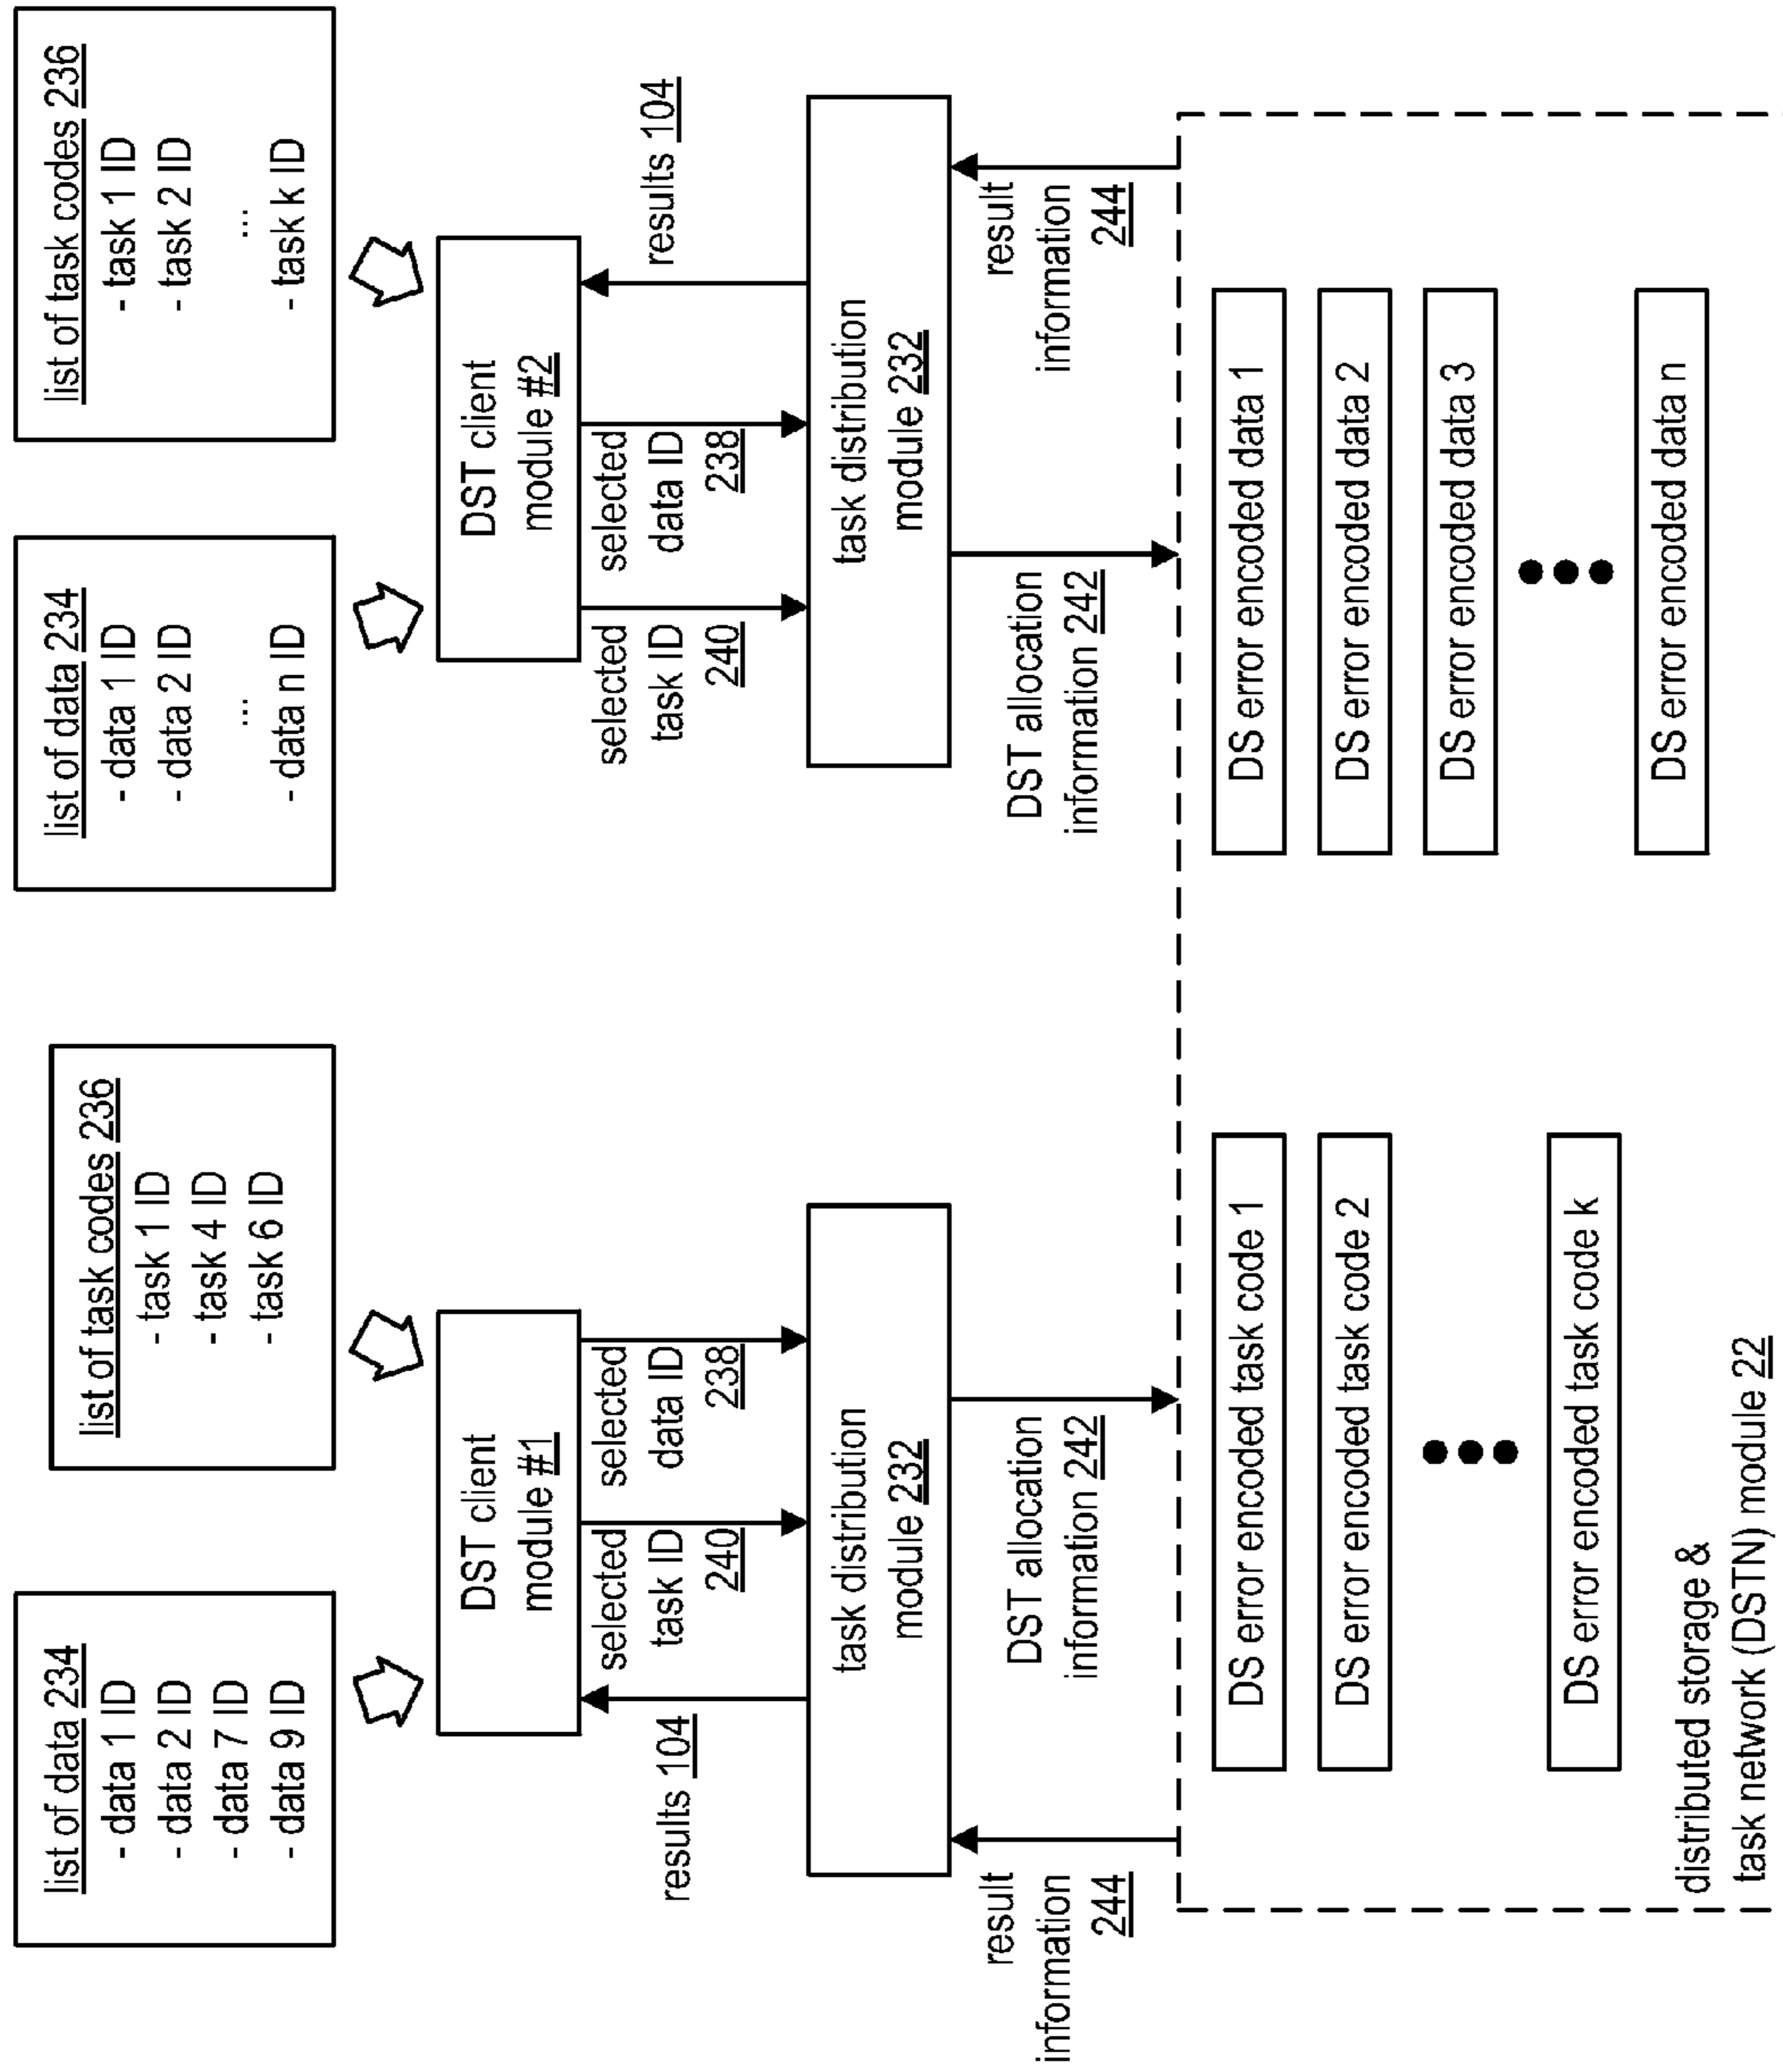 list of data 234
- data 1 ID
- data 2 ID
- data 7 ID
- data 9 ID
list of task codes 236
- task 1 ID
- task 4 ID
- task 6 ID
DST client
module #1
results 104
selected
task ID
240
selected
data ID
238
task distribution
module 232
result
information
244
DST allocation
information 242
list of data 234
- data 1 ID
- data 2 ID
...
- data n ID
list of task codes 236
- task 1 ID
- task 2 ID
...
- task k ID
DST client
module #2
selected
task ID
240
selected
data ID
238
results 104
task distribution
module 232
DST allocation
information 242
result
information
244
DS error encoded task code 1
DS error encoded task code 2
DS error encoded task code k
DS error encoded data 1
DS error encoded data 2
DS error encoded data 3
DS error encoded data n
distributed storage &
task network (DSTN) module 22